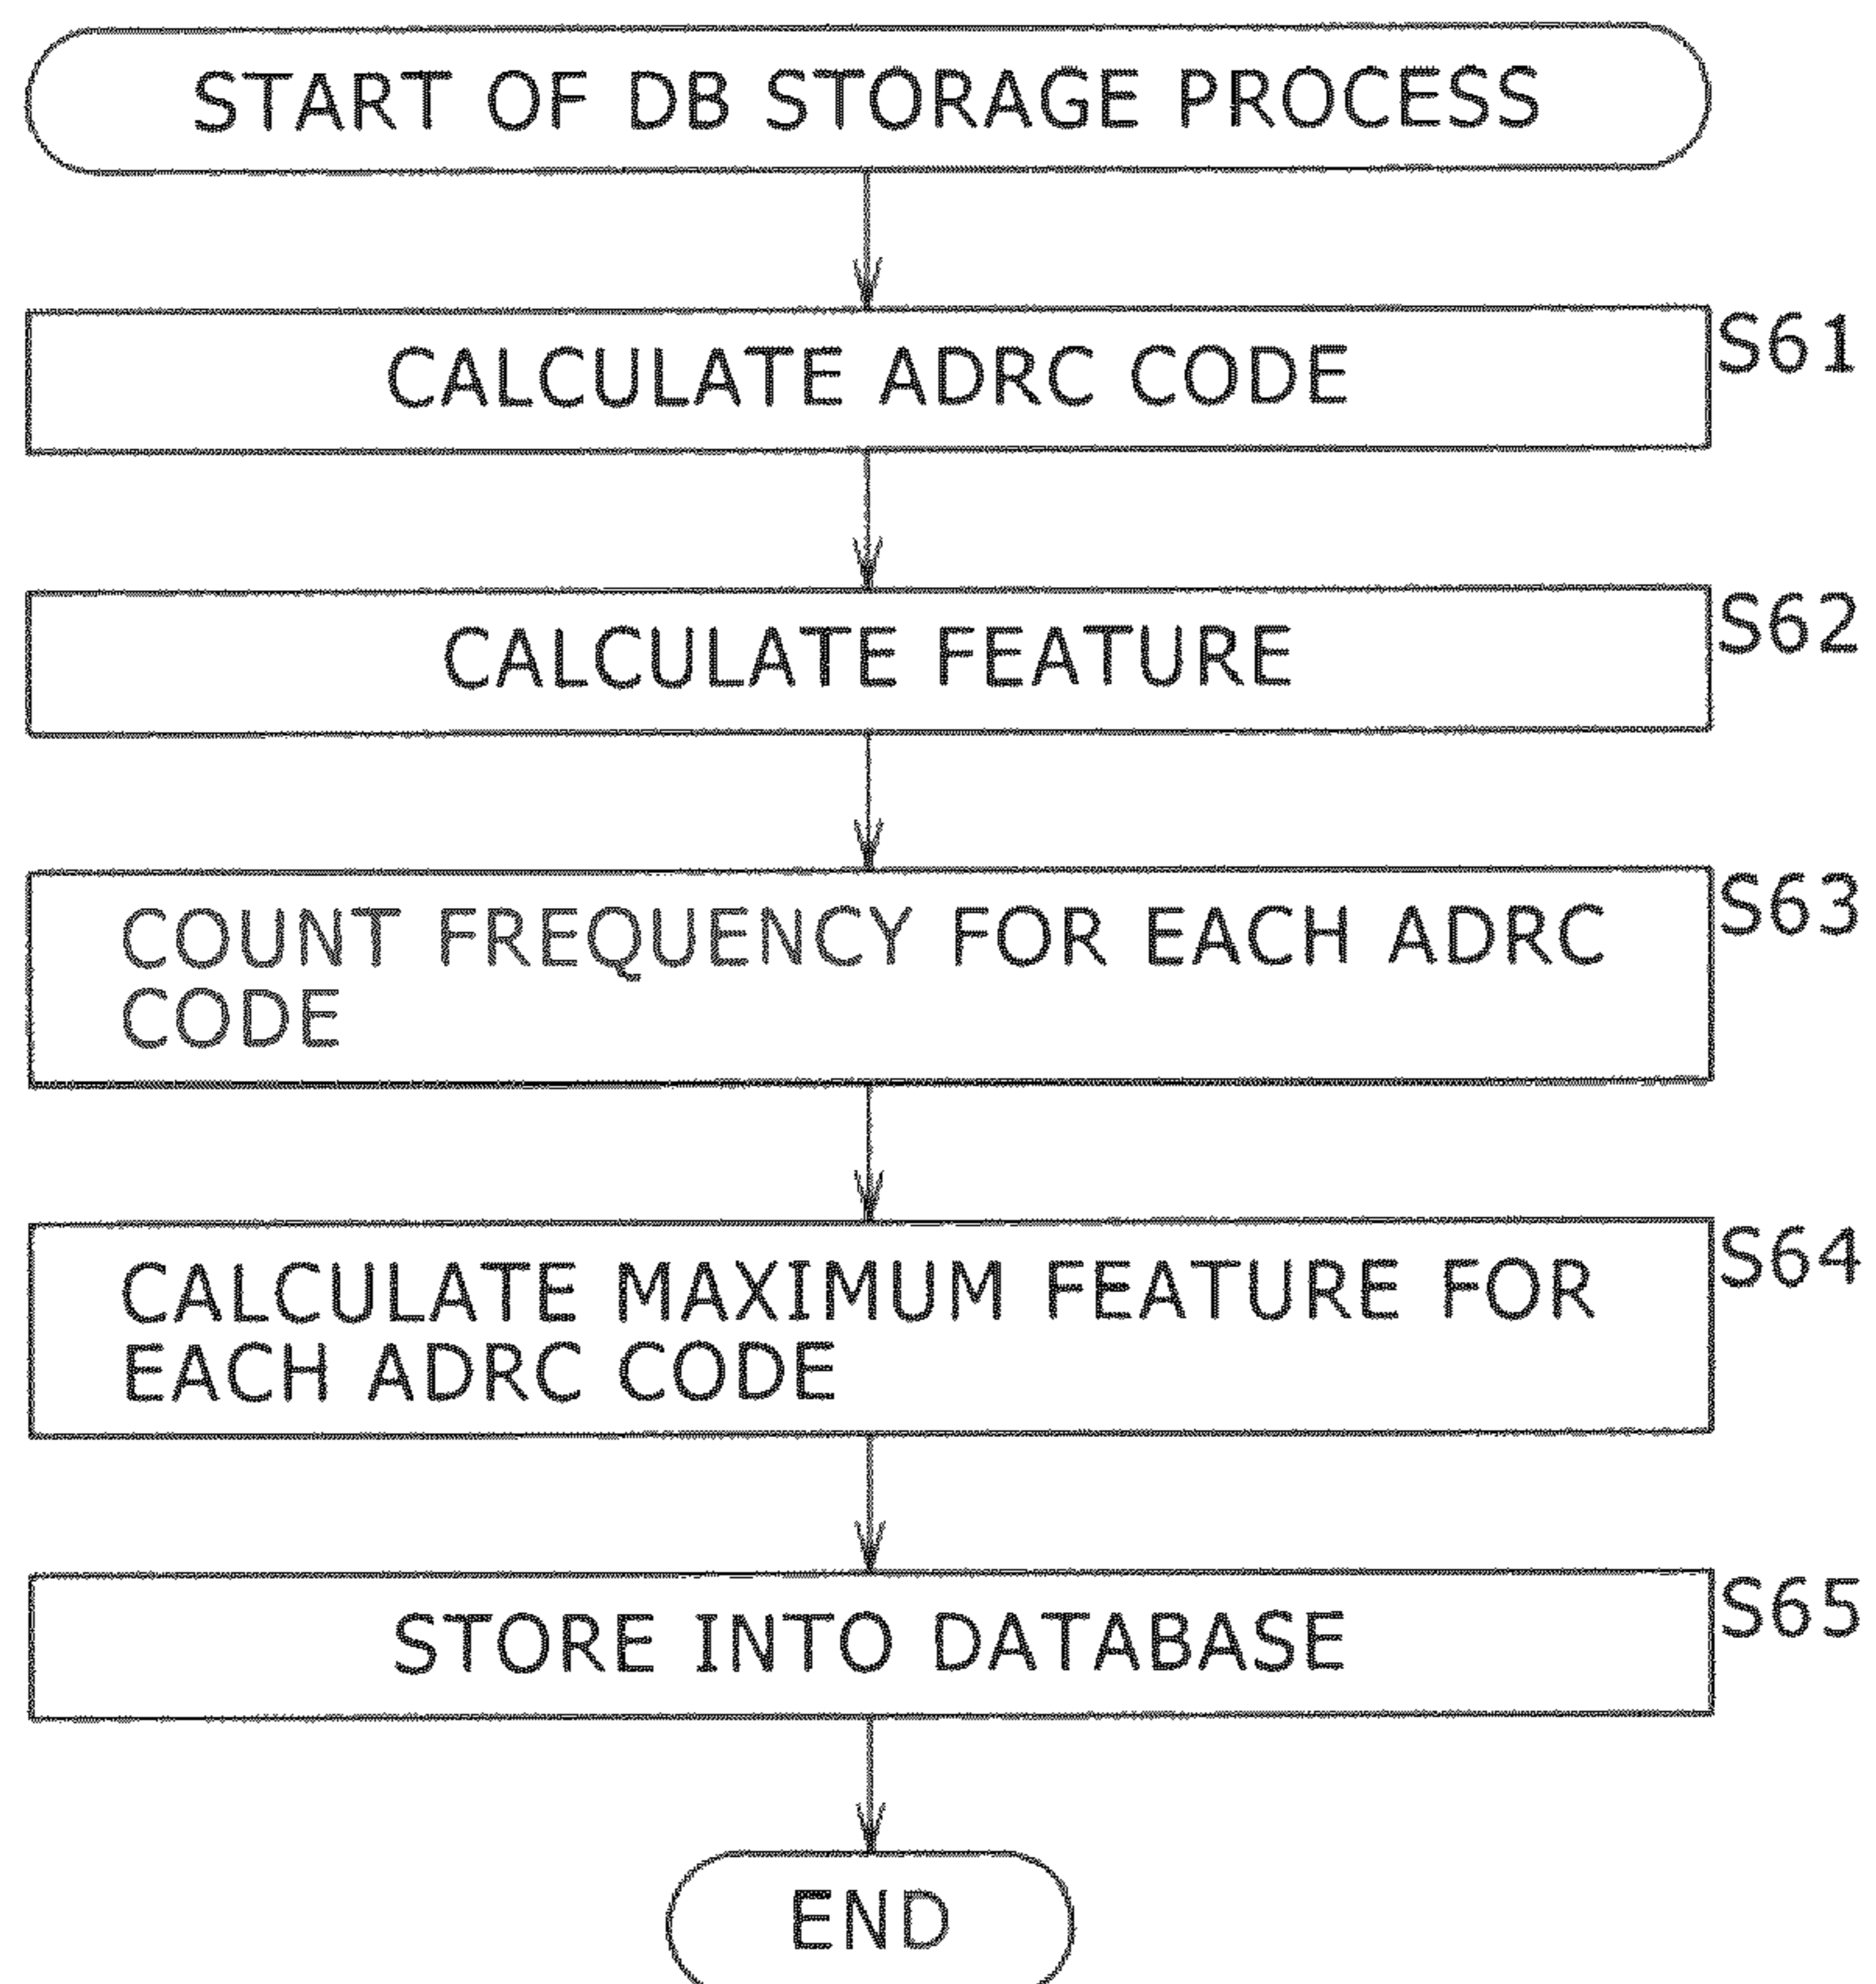 START OF DB STORAGE PROCESS
CALCULATE ADRC CODE
S61
CALCULATE FEATURE
S62
COUNT FREQUENCY FOR EACH ADRC
CODE
S63
CALCULATE MAXIMUM FEATURE FOR
EACH ADRC CODE
S64
STORE INTO DATABASE
S65
END